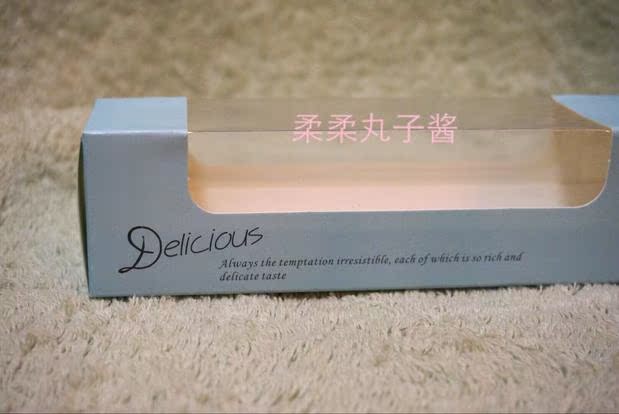 柔柔丸子酱
Delicious
Always the temptation irresistible, each of which is so rich and
delicate taste